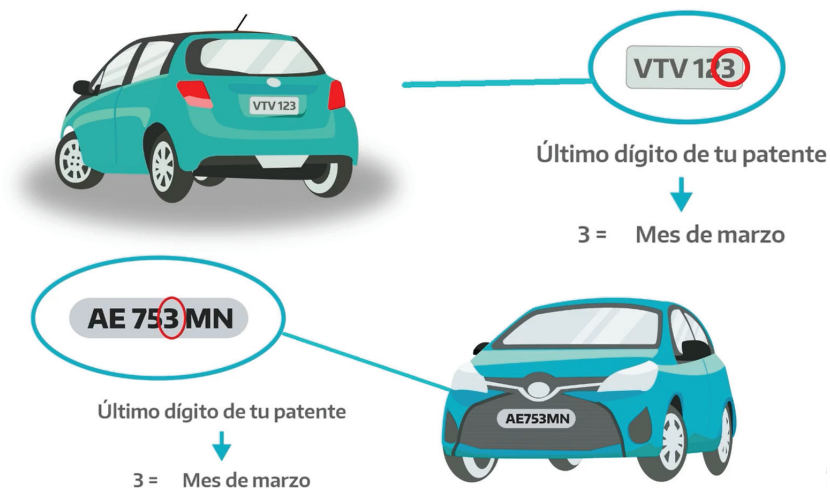 VTV 123
VTV 123
Último dígito de tu patente
3 = Mes de marzo
AE 753 MN
Último dígito de tu patente
3 = Mes de marzo
AE753MN